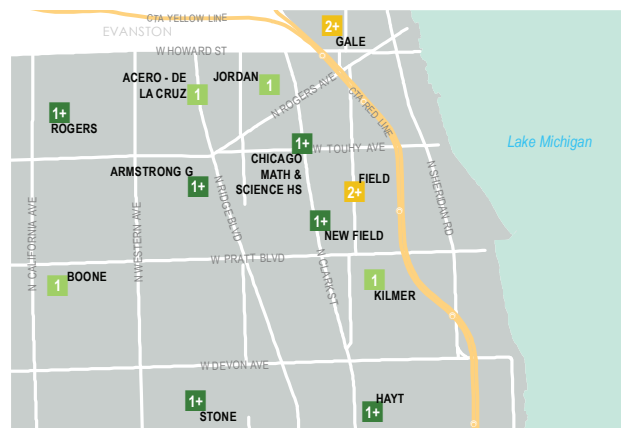 CTA YELLOW LINE
EVANSTON
2+
GALE
W HOWARD ST
ACERO - DE
LA CRUZ
1
JORDAN
1
N ROGERS AVE
CTA RED LINE
1+
ROGERS
1+
CHICAGO
MATH &
SCIENCE HS
W TOUHY AVE
Lake Michigan
ARMSTRONG G
1+
FIELD
2+
N SHERIDAN RD
N CALIFORNIA AVE
N WESTERN AVE
N RIDGE BLVD
1+
NEW FIELD
N CLARK ST
W PRATT BLVD
1
BOONE
1
KILMER
W DEVON AVE
1+
STONE
HAYT
1+